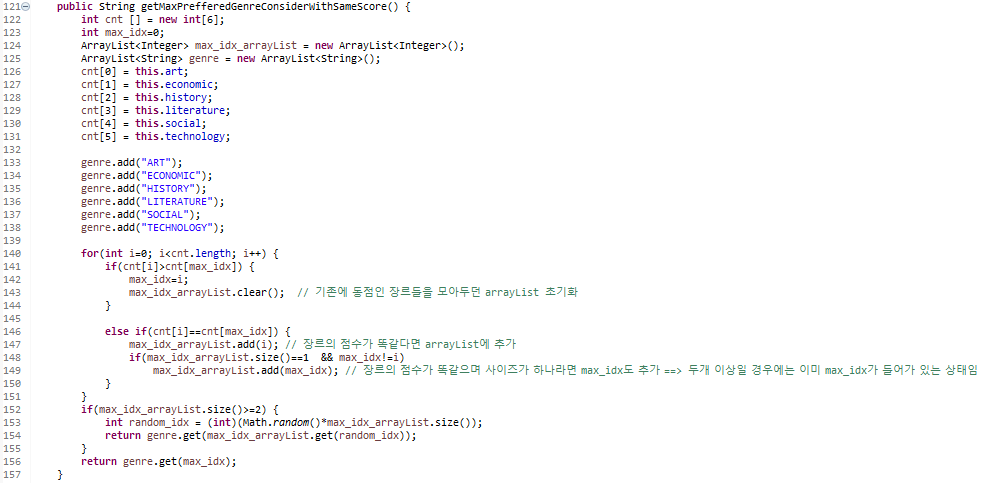 121 public String getMaxPrefferedGenreConsiderWithSameScore() {
122 int cnt [] = new int[6];
123 int max_idx=0;
124 ArrayList<Integer> max_idx_arrayList = new ArrayList<Integer>();
125 ArrayList<String> genre = new ArrayList<String>();
126 cnt[0] = this.art;
127 cnt[1] = this.economic;
128 cnt[2] = this.history;
129 cnt[3] = this.literature;
130 cnt[4] = this.social;
131 cnt[5] = this.technology;
132
133 genre.add("ART");
134 genre.add("ECONOMIC");
135 genre.add("HISTORY");
136 genre.add("LITERATURE");
137 genre.add("SOCIAL");
138 genre.add("TECHNOLOGY");
139
140 for(int i=0; i<cnt.length; i++) {
141 if(cnt[i]>cnt[max_idx]) {
142 max_idx=i;
143 max_idx_arrayList.clear(); // 기존에 동점인 장르들을 모아두던 arrayList 초기화
144 }
145
146 else if(cnt[i]==cnt[max_idx]) {
147 max_idx_arrayList.add(i); // 장르의 점수가 똑같다면 arrayList에 추가
148 if(max_idx_arrayList.size()==1 && max_idx!=i)
149 max_idx_arrayList.add(max_idx); // 장르의 점수가 똑같으며 사이즈가 하나라면 max_idx도 추가 ==> 두개 이상일 경우에는 이미 max_idx가 들어가 있는 상태임
150 }
151 }
152 if(max_idx_arrayList.size()>=2) {
153 int random_idx = (int)(Math.random()*max_idx_arrayList.size());
154 return genre.get(max_idx_arrayList.get(random_idx));
155 }
156 return genre.get(max_idx);
157 }